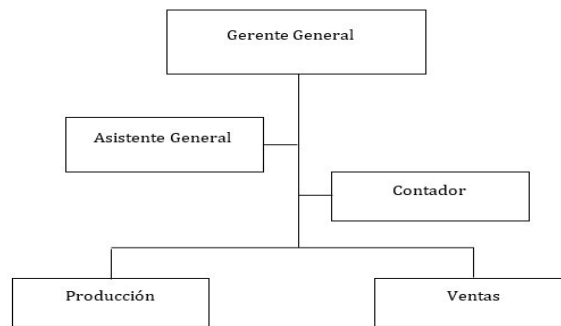 Gerente General
Asistente General
Contador
Producción
Ventas